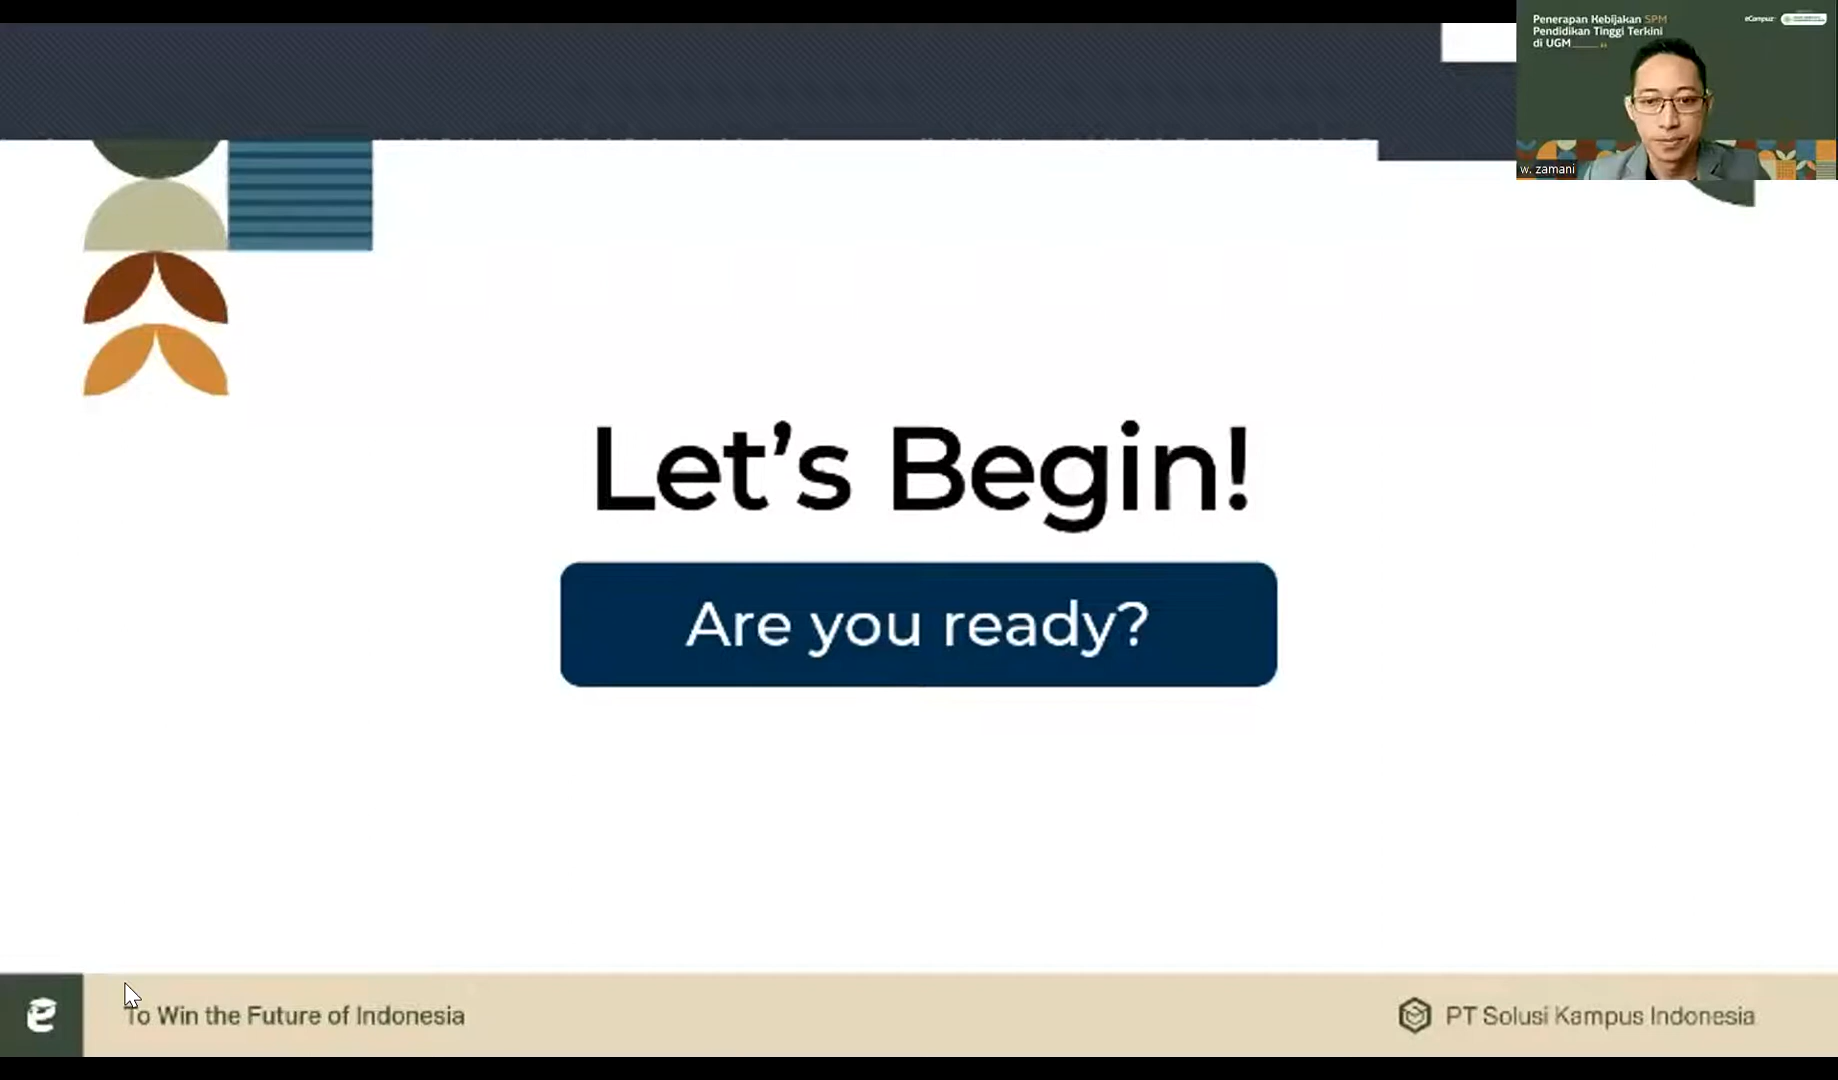 Penerapan Kebijakan SPM
Pendidikan Tinggi Terkini
di UGM
eCampuz
w. zamani
Let's Begin!
Are you ready?
To Win the Future of Indonesia
PT Solusi Kampus Indonesia